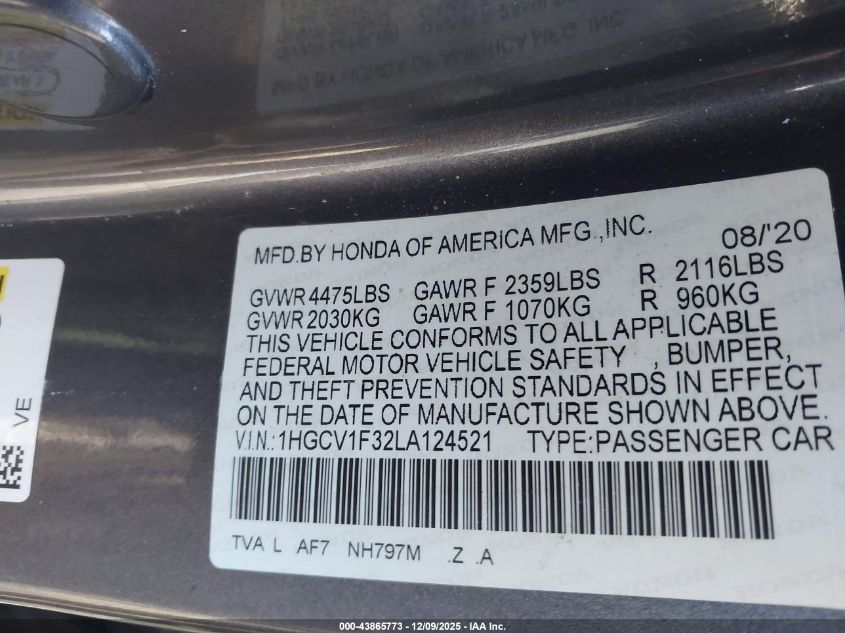 MFD.BY HONDA OF AMERICA MFG.,INC. 08/'20
GVWR 4475LBS GAWR F 2359LBS R 2116LBS
GVWR 2030KG GAWR F 1070KG R 960KG
THIS VEHICLE CONFORMS TO ALL APPLICABLE
FEDERAL MOTOR VEHICLE SAFETY , BUMPER,
AND THEFT PREVENTION STANDARDS IN EFFECT
ON THE DATE OF MANUFACTURE SHOWN ABOVE.
V.I.N.:1HGCV1F32LA124521 TYPE:PASSENGER CAR
TVA L AF7 NH797M .Z .A
VE
000-43865773 | 12/09/2025 - IAA Inc.